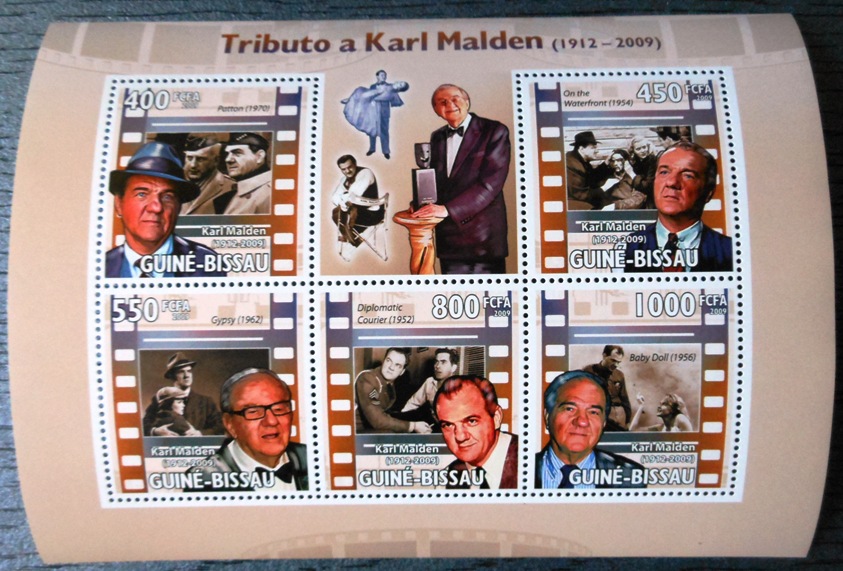 Tributo a Karl Malden (1912 – 2009)
400 FCFA
2009
Patton (1970)
Karl Malden
(1912-2009)
GUINÉ-BISSAU
450 FCFA
2009
On the
Waterfront (1954)
Karl Malden
(1912-2009)
GUINÉ-BISSAU
550 FCFA
2009
Gypsy (1962)
Karl Malden
(1912-2009)
GUINÉ-BISSAU
800 FCFA
2009
Diplomatic
Courier (1952)
Karl Malden
(1912-2009)
GUINÉ-BISSAU
1000 FCFA
2009
Baby Doll (1956)
Karl Malden
(1912-2009)
GUINÉ-BISSAU